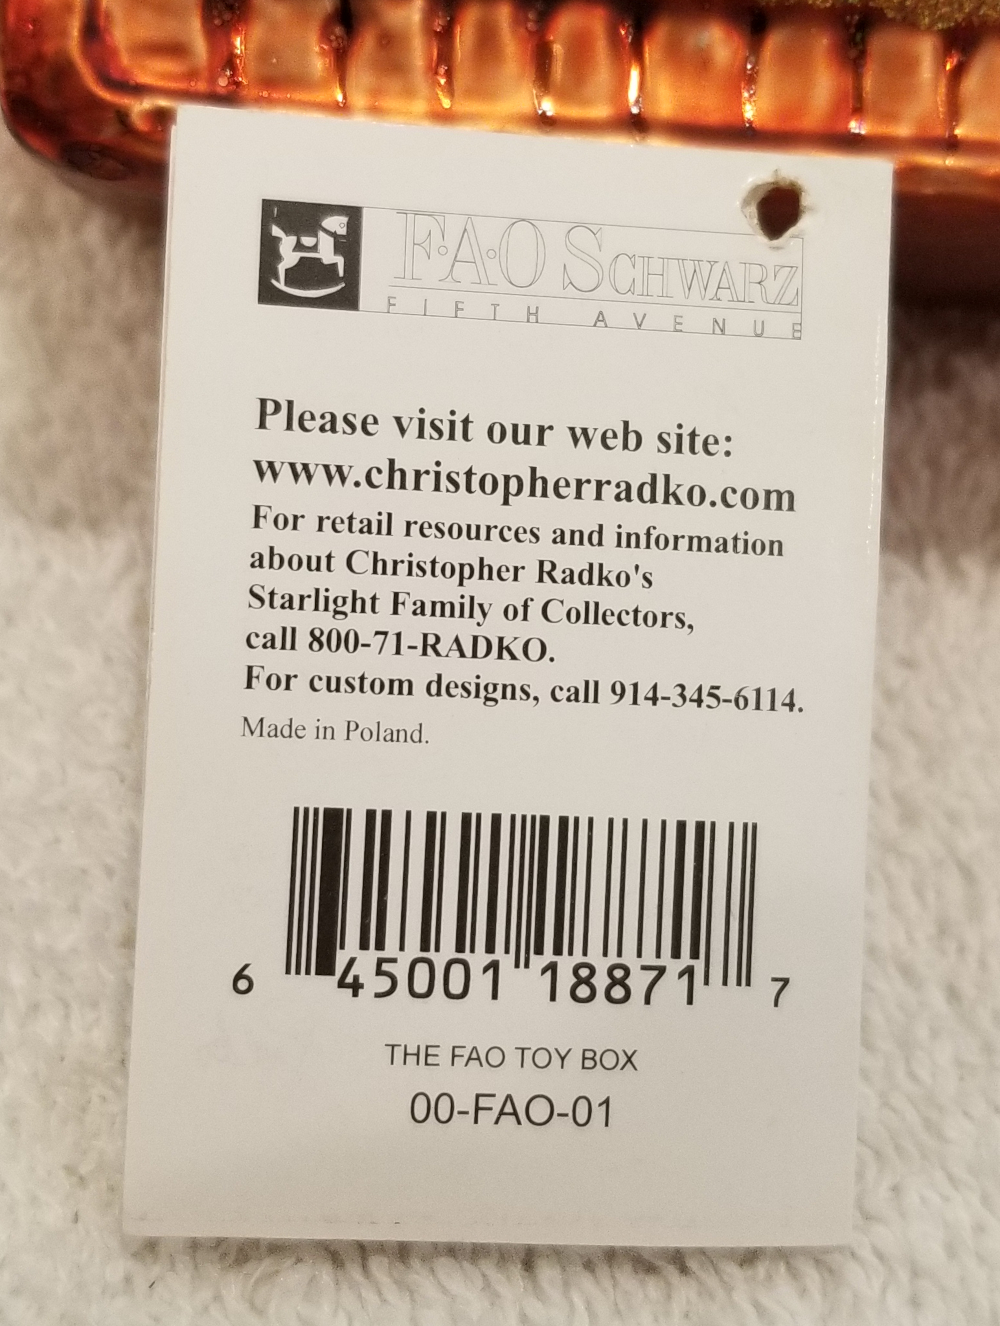 F·A·O SCHWARZ
FIFTH AVENUE
Please visit our web site:
www.christopherradko.com
For retail resources and information
about Christopher Radko's
Starlight Family of Collectors,
call 800-71-RADKO.
For custom designs, call 914-345-6114.
Made in Poland.
6 45001 18871 7
THE FAO TOY BOX
00-FAO-01